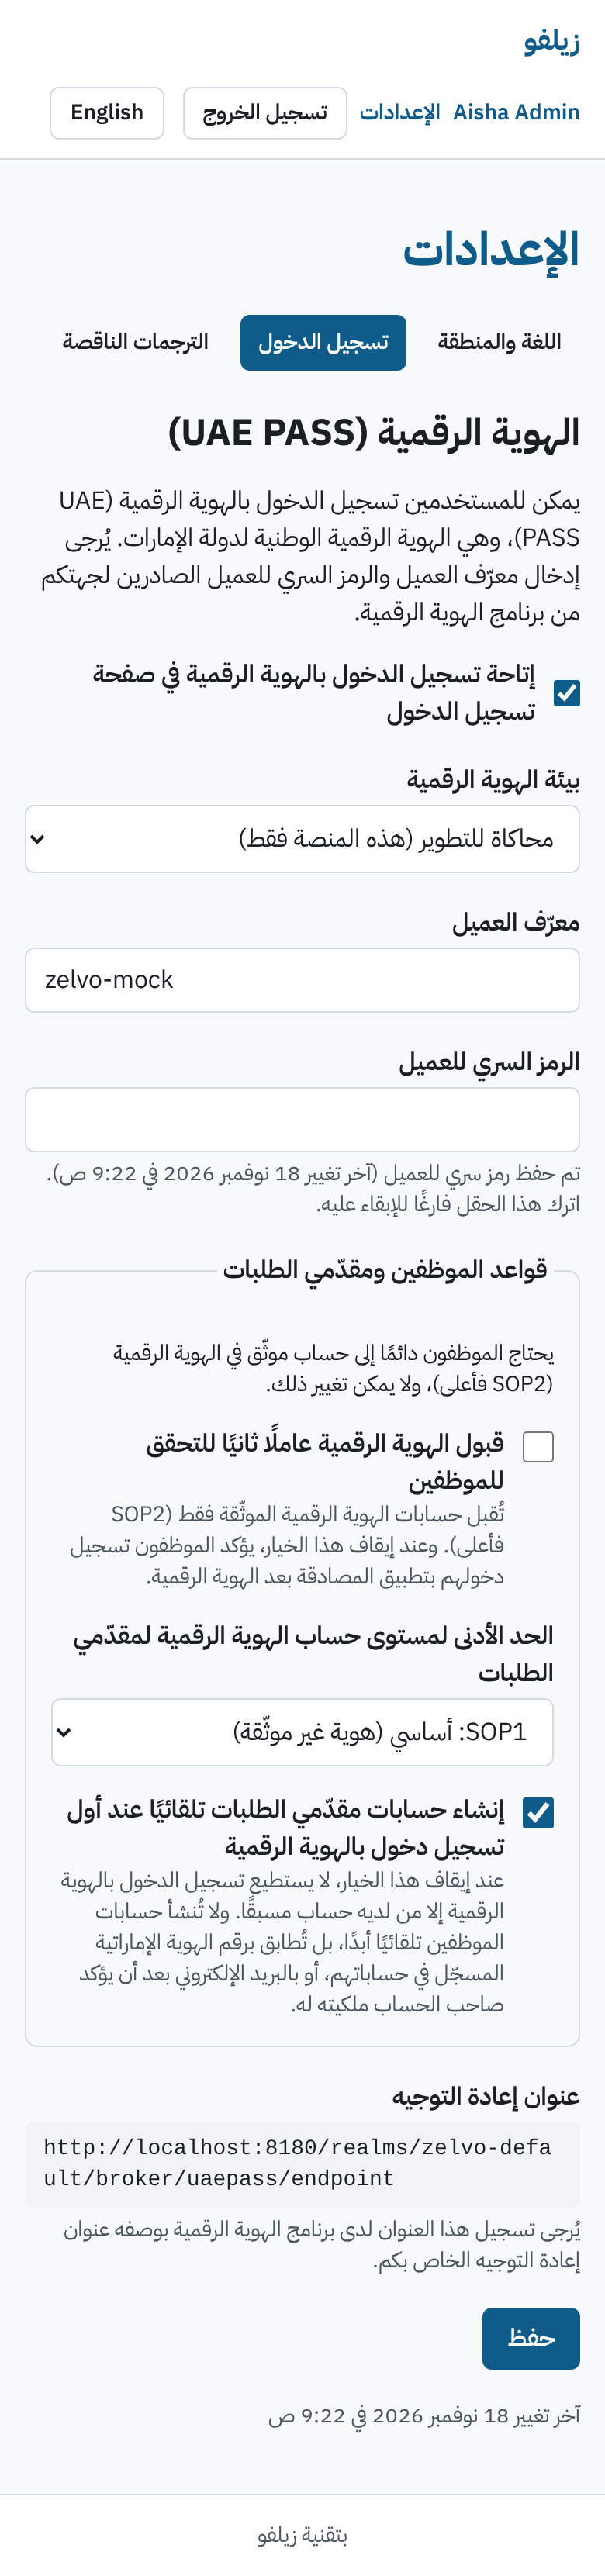 زيلفو
Aisha Admin الإعدادات تسجيل الخروج English
الإعدادات
اللغة والمنطقة تسجيل الدخول الترجمات الناقصة
الهوية الرقمية (UAE PASS)
يمكن للمستخدمين تسجيل الدخول بالهوية الرقمية (UAE
PASS)، وهي الهوية الرقمية الوطنية لدولة الإمارات. يُرجى
إدخال معرّف العميل والرمز السري للعميل الصادرين لجهتكم
من برنامج الهوية الرقمية.
إتاحة تسجيل الدخول بالهوية الرقمية في صفحة
تسجيل الدخول
بيئة الهوية الرقمية
محاكاة للتطوير (هذه المنصة فقط)
معرّف العميل
zelvo-mock
الرمز السري للعميل
تم حفظ رمز سري للعميل (آخر تغيير 18 نوفمبر 2026 في 9:22 ص).
اترك هذا الحقل فارغًا للإبقاء عليه.
قواعد الموظفين ومقدّمي الطلبات
يحتاج الموظفون دائمًا إلى حساب موثّق في الهوية الرقمية
(SOP2 فأعلى)، ولا يمكن تغيير ذلك.
قبول الهوية الرقمية عاملًا ثانيًا للتحقق
للموظفين
تُقبل حسابات الهوية الرقمية الموثّقة فقط (SOP2
فأعلى). وعند إيقاف هذا الخيار، يؤكد الموظفون تسجيل
دخولهم بتطبيق المصادقة بعد الهوية الرقمية.
الحد الأدنى لمستوى حساب الهوية الرقمية لمقدّمي
الطلبات
SOP1: أساسي (هوية غير موثّقة)
إنشاء حسابات مقدّمي الطلبات تلقائيًا عند أول
تسجيل دخول بالهوية الرقمية
عند إيقاف هذا الخيار، لا يستطيع تسجيل الدخول بالهوية
الرقمية إلا من لديه حساب مسبقًا. ولا تُنشأ حسابات
الموظفين تلقائيًا أبدًا، بل تُطابق برقم الهوية الإماراتية
المسجّل في حساباتهم، أو بالبريد الإلكتروني بعد أن يؤكد
صاحب الحساب ملكيته له.
عنوان إعادة التوجيه
http://localhost:8180/realms/zelvo-defa
ult/broker/uaepass/endpoint
يُرجى تسجيل هذا العنوان لدى برنامج الهوية الرقمية بوصفه عنوان
إعادة التوجيه الخاص بكم.
حفظ
آخر تغيير 18 نوفمبر 2026 في 9:22 ص
بتقنية زيلفو